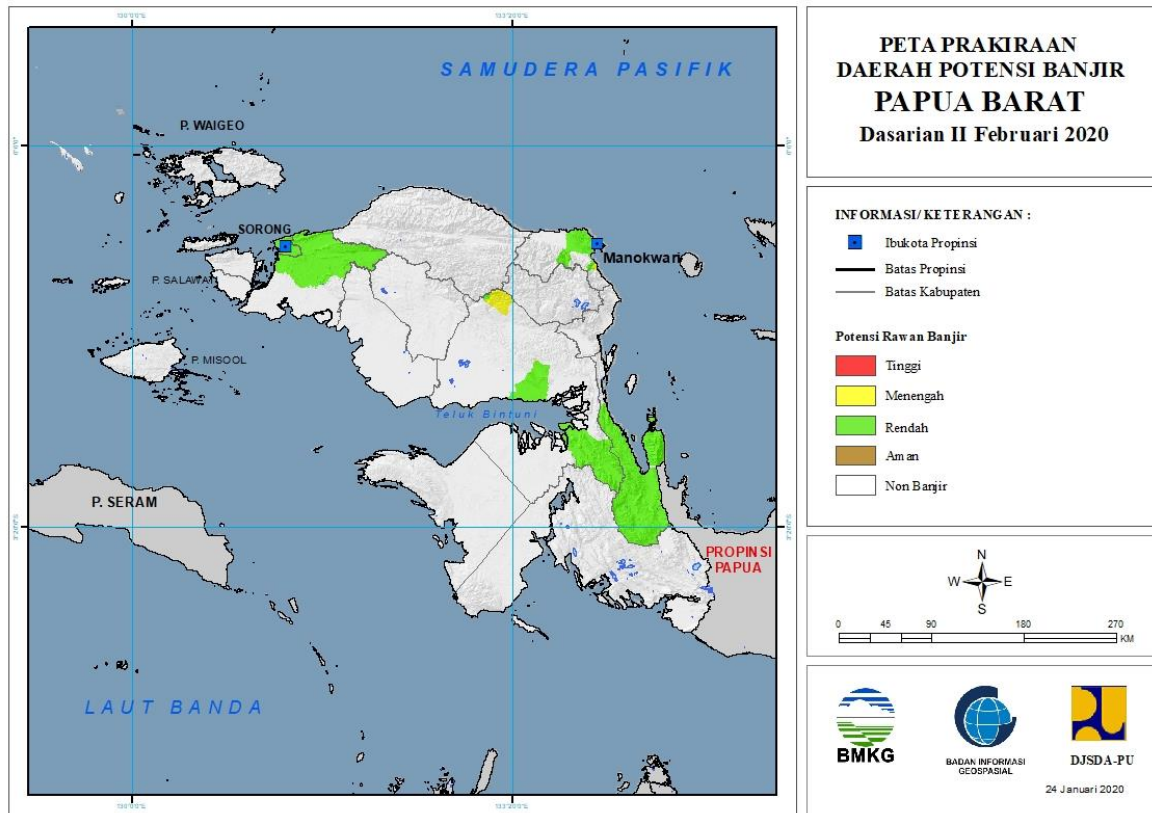 PETA PRAKIRAAN
DAERAH POTENSI BANJIR
PAPUA BARAT
Dasarian II Februari 2020
INFORMASI/ KETERANGAN :
Ibukota Propinsi
Batas Propinsi
Batas Kabupaten
Potensi Rawan Banjir
Tinggi
Menengah
Rendah
Aman
Non Banjir
N
W E
S
0 45 90 180 270
KM
BMKG
BADAN INFORMASI
GEOSPASIAL
DJSDA-PU
24 Januari 2020
SAMUDERA PASIFIK
P. WAIGEO
SORONG
Manokwari
P. SALAWATI
P. MISOOL
Teluk Bintuni
P. SERAM
PROPINSI
PAPUA
LAUT BANDA